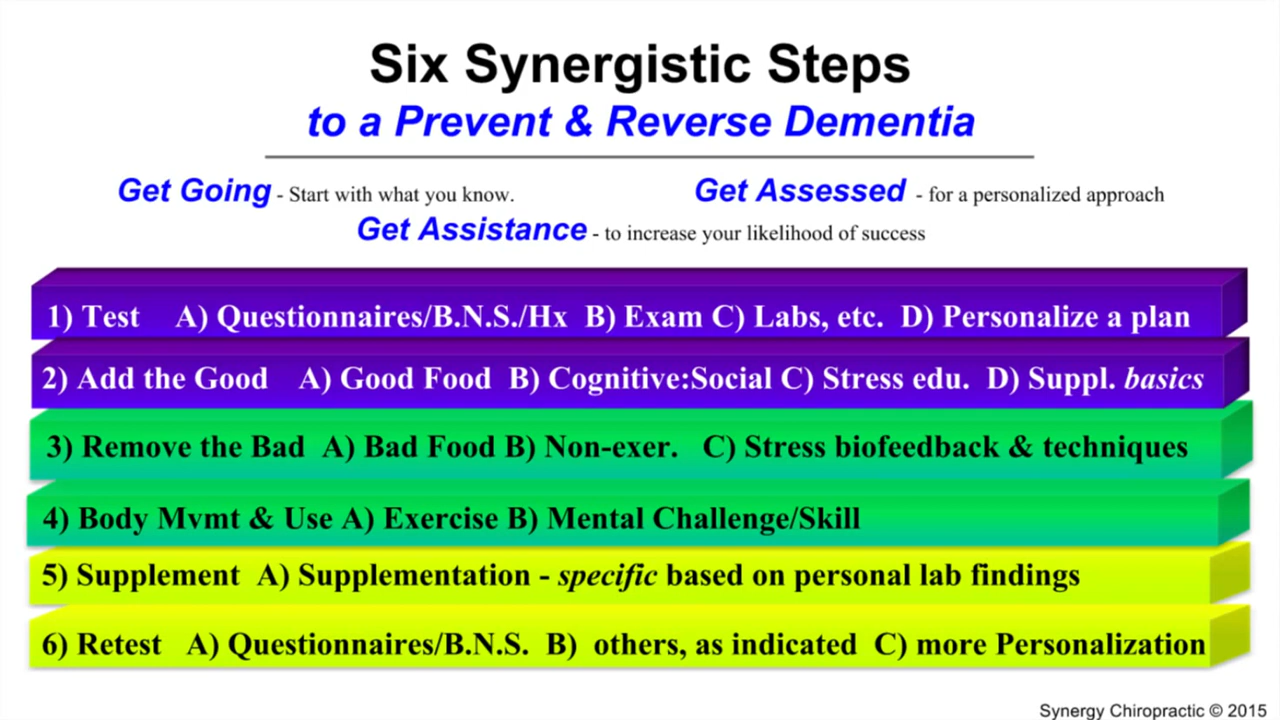 Six Synergistic Steps
to a Prevent & Reverse Dementia
Get Going - Start with what you know. Get Assessed - for a personalized approach
Get Assistance - to increase your likelihood of success
1) Test A) Questionnaires/B.N.S./Hx B) Exam C) Labs, etc. D) Personalize a plan
2) Add the Good A) Good Food B) Cognitive:Social C) Stress edu. D) Suppl. basics
3) Remove the Bad A) Bad Food B) Non-exer. C) Stress biofeedback & techniques
4) Body Mvmt & Use A) Exercise B) Mental Challenge/Skill
5) Supplement A) Supplementation - specific based on personal lab findings
6) Retest A) Questionnaires/B.N.S. B) others, as indicated C) more Personalization
Synergy Chiropractic © 2015